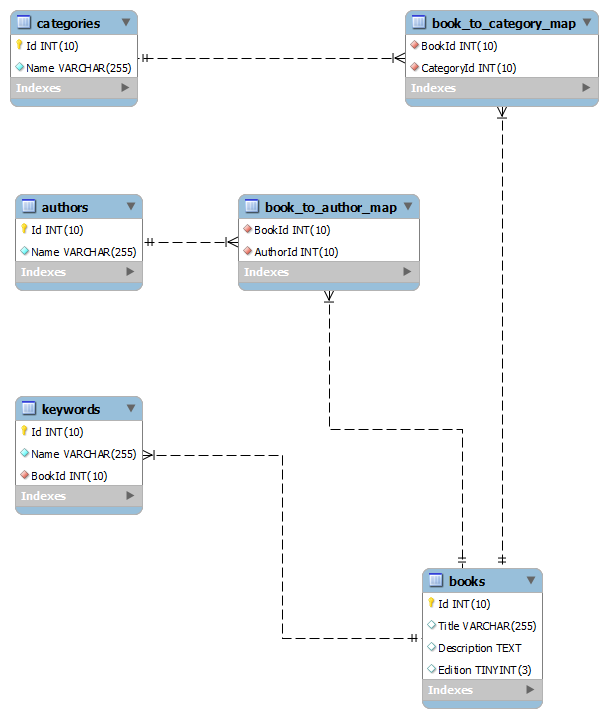 categories
Id INT(10)
Name VARCHAR(255)
Indexes
book_to_category_map
BookId INT(10)
CategoryId INT(10)
Indexes
authors
Id INT(10)
Name VARCHAR(255)
Indexes
book_to_author_map
BookId INT(10)
AuthorId INT(10)
Indexes
keywords
Id INT(10)
Name VARCHAR(255)
BookId INT(10)
Indexes
books
Id INT(10)
Title VARCHAR(255)
Description TEXT
Edition TINYINT(3)
Indexes